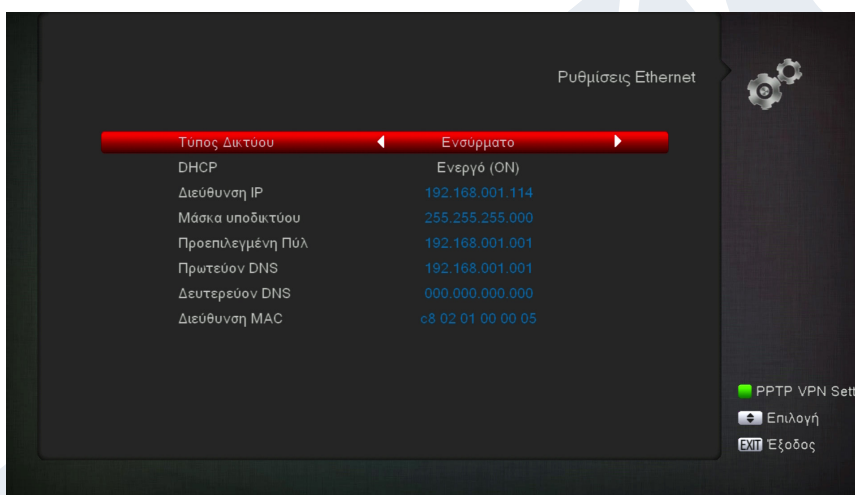 Ρυθμίσεις Ethernet
Τύπος Δικτύου Ενσύρματο
DHCP Ενεργό (ON)
Διεύθυνση IP 192.168.001.114
Μάσκα υποδικτύου 255.255.255.000
Προεπιλεγμένη Πύλ 192.168.001.001
Πρωτεύον DNS 192.168.001.001
Δευτερεύον DNS 000.000.000.000
Διεύθυνση MAC c8 02 01 00 00 05
PPTP VPN Sett
Επιλογή
EXIT Έξοδος